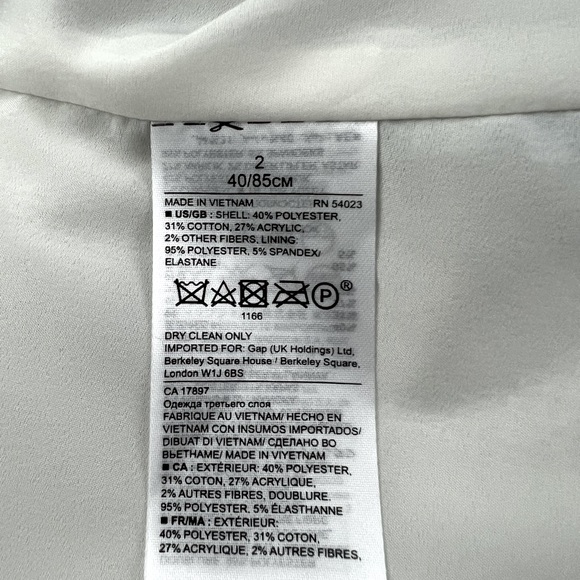 2
40/85CM
MADE IN VIETNAM RN 54023
■ US/GB : SHELL: 40% POLYESTER,
31% COTTON, 27% ACRYLIC,
2% OTHER FIBERS, LINING:
95% POLYESTER, 5% SPANDEX/
ELASTANE
P ®
1166
DRY CLEAN ONLY
IMPORTED FOR: Gap (UK Holdings) Ltd,
Berkeley Square House / Berkeley Square,
London W1J 6BS
CA 17897
Одежда третьего слоя
FABRIQUE AU VIETNAM/ HECHO EN
VIETNAM CON INSUMOS IMPORTADOS/
DIBUAT DI VIETNAM/ СДЕЛАНО ВО
ВЬЕТНАМЕ/ MADE IN VIYETNAM
■ CA : EXTÉRIEUR: 40% POLYESTER,
31% COTON, 27% ACRYLIQUE,
2% AUTRES FIBRES, DOUBLURE.
95% POLYESTER, 5% ÉLASTHANNE
■ FR/MA : EXTÉRIEUR:
40% POLYESTER, 31% COTON,
27% ACRYLIQUE, 2% AUTRES FIBRES,